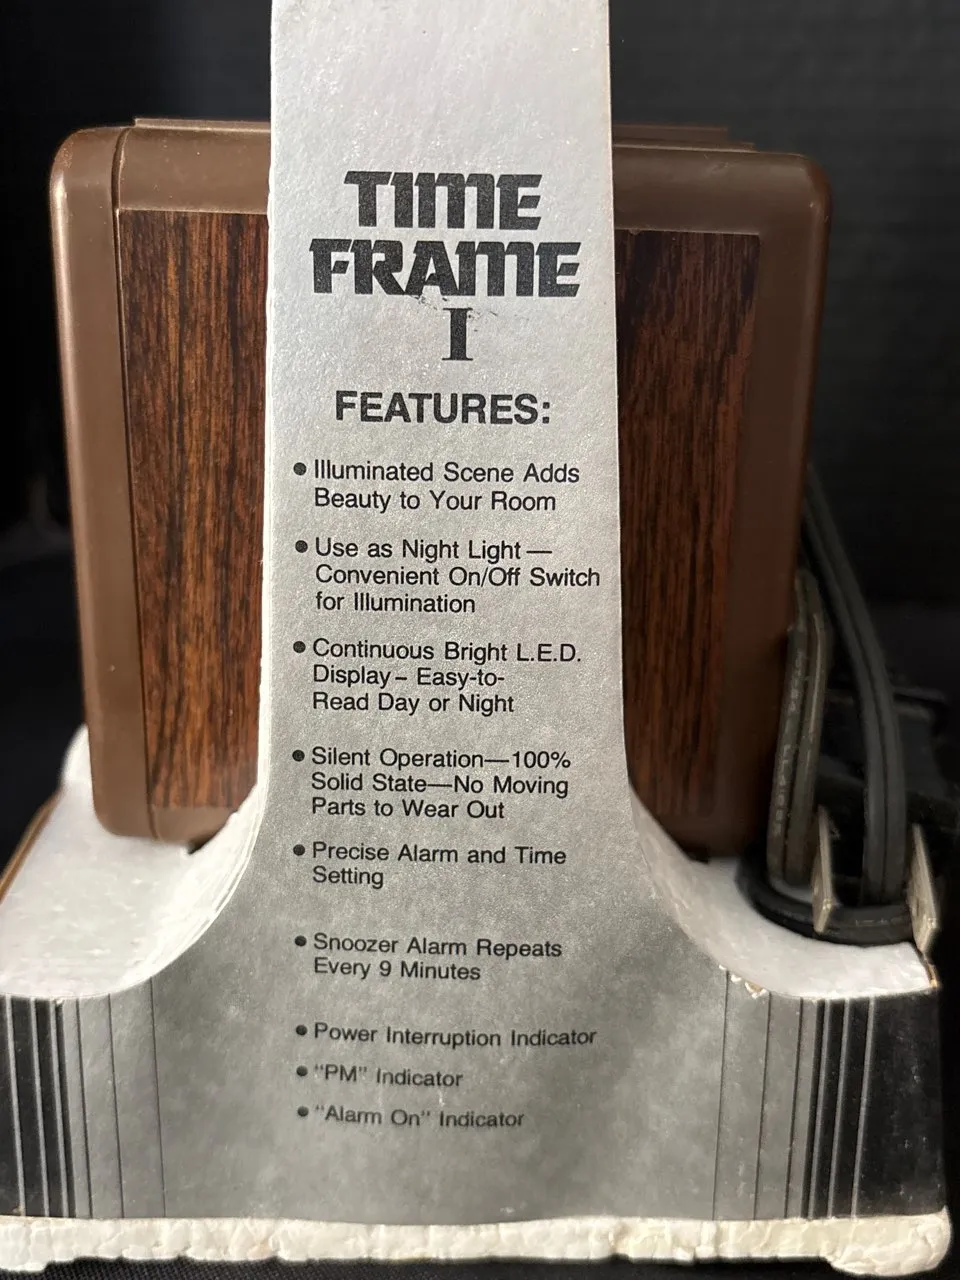 TIME
FRAME
I
FEATURES:
• Illuminated Scene Adds
Beauty to Your Room
• Use as Night Light —
Convenient On/Off Switch
for Illumination
• Continuous Bright L.E.D.
Display – Easy-to-
Read Day or Night
• Silent Operation—100%
Solid State—No Moving
Parts to Wear Out
• Precise Alarm and Time
Setting
• Snoozer Alarm Repeats
Every 9 Minutes
• Power Interruption Indicator
• "PM" Indicator
• "Alarm On" Indicator